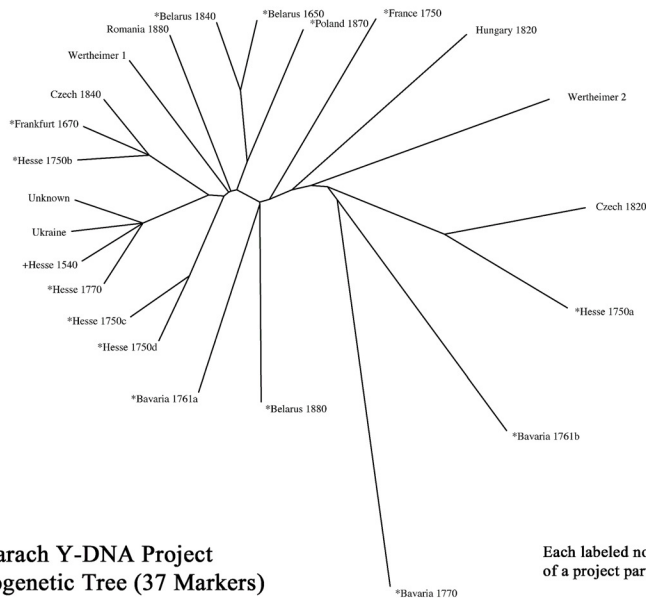 *Belarus 1840
*Belarus 1650
*France 1750
Romania 1880
*Poland 1870
Hungary 1820
Wertheimer 1
Czech 1840
Wertheimer 2
*Frankfurt 1670
*Hesse 1750b
Unknown
Czech 1820
Ukraine
+Hesse 1540
*Hesse 1770
*Hesse 1750c
*Hesse 1750a
*Hesse 1750d
*Bavaria 1761a
*Belarus 1880
*Bavaria 1761b
arach Y-DNA Project
ogenetic Tree (37 Markers)
Each labeled no
of a project par
*Bavaria 1770